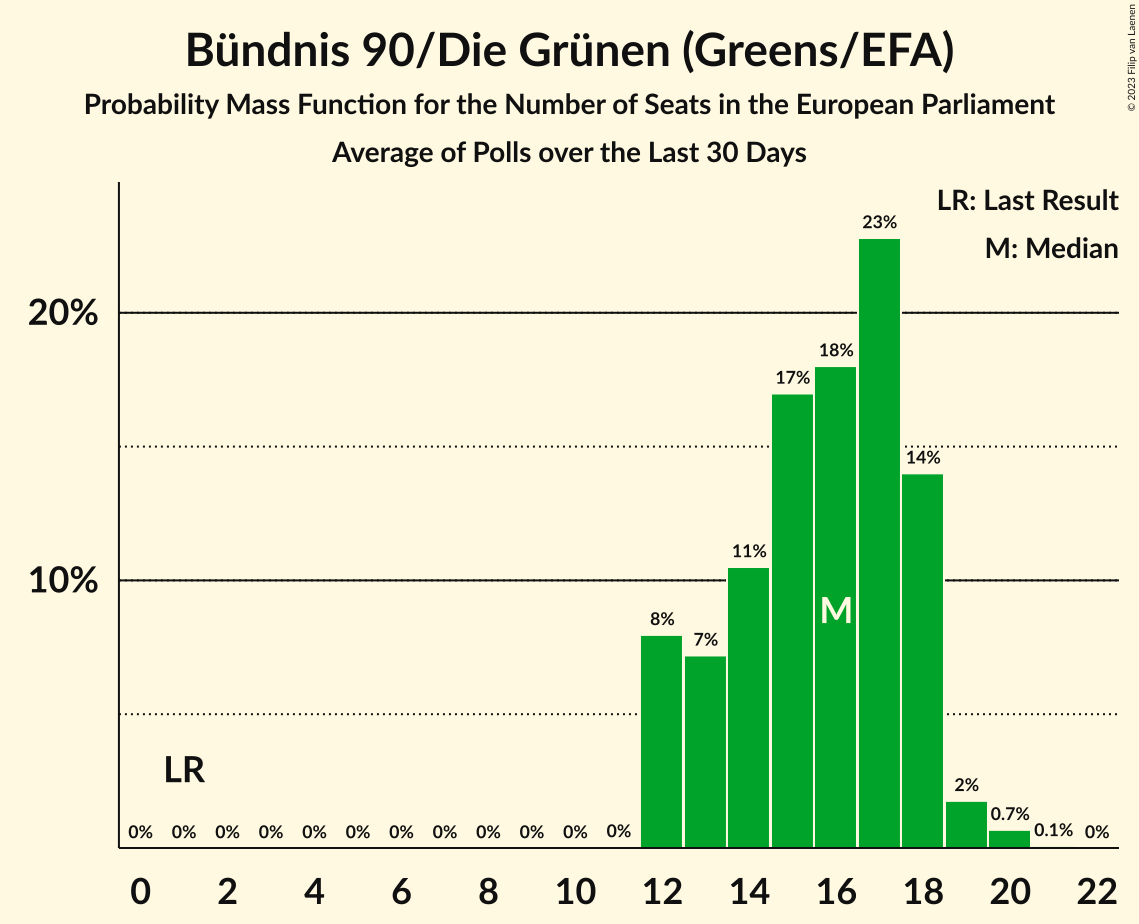 Bündnis 90/Die Grünen (Greens/EFA)
Probability Mass Function for the Number of Seats in the European Parliament
Average of Polls over the Last 30 Days
© 2023 Filip van Laenen
LR: Last Result
M: Median
20%
10%
23%
18%
17%
14%
11%
8%
7%
M
LR
2%
0.7%
0% 0% 0% 0% 0% 0% 0% 0% 0% 0% 0% 0% 0.1% 0%
0 2 4 6 8 10 12 14 16 18 20 22